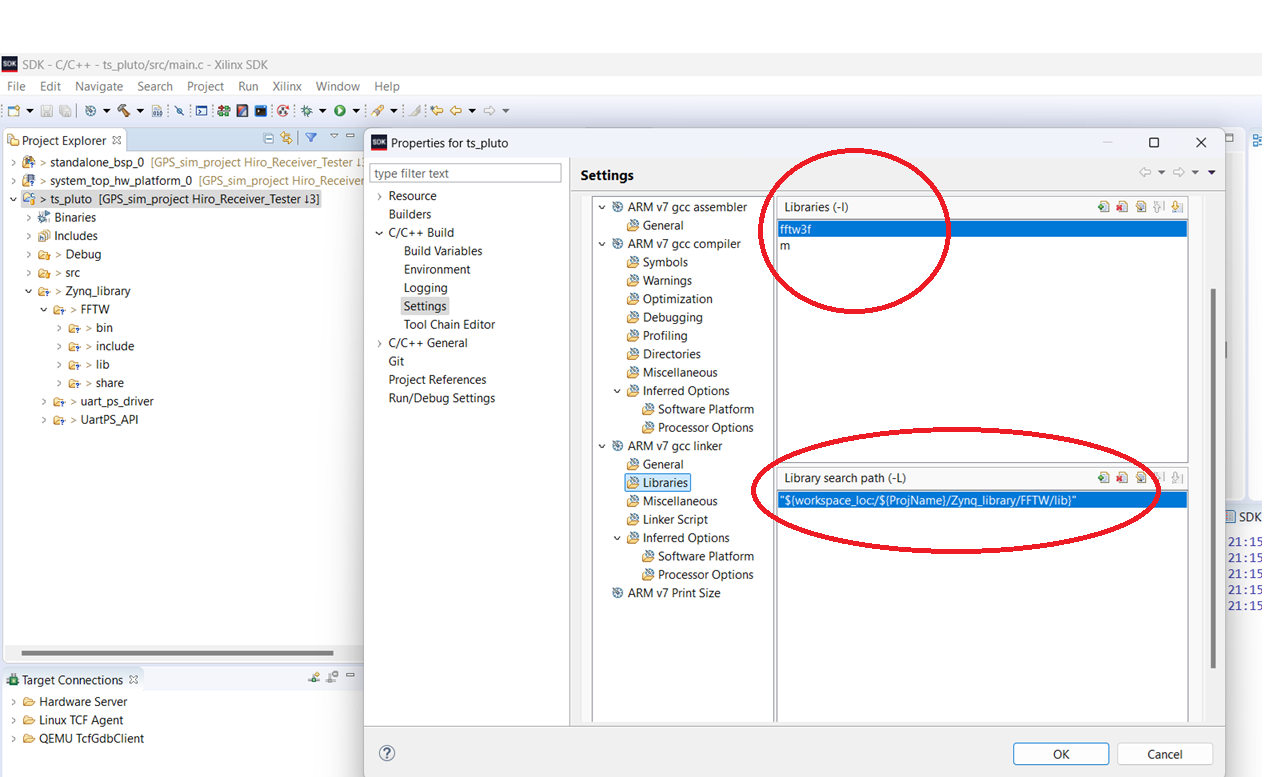 SDK - C/C++ - ts_pluto/src/main.c - Xilinx SDK
File Edit Navigate Search Project Run Xilinx Window Help
Project Explorer
> standalone_bsp_0 [GPS_sim_project Hiro_Receiver_Tester
> system_top_hw_platform_0 [GPS_sim_project Hiro_Receiver
> ts_pluto [GPS_sim_project Hiro_Receiver_Tester ↓3]
Binaries
Includes
> Debug
> src
> Zynq_library
> FFTW
> bin
> include
> lib
> share
> uart_ps_driver
> UartPS_API
Target Connections
Hardware Server
Linux TCF Agent
QEMU TcfGdbClient
SDK Properties for ts_pluto
type filter text
Resource
Builders
C/C++ Build
Build Variables
Environment
Logging
Settings
Tool Chain Editor
C/C++ General
Git
Project References
Run/Debug Settings
Settings
ARM v7 gcc assembler
General
ARM v7 gcc compiler
Symbols
Warnings
Optimization
Debugging
Profiling
Directories
Miscellaneous
Inferred Options
Software Platform
Processor Options
ARM v7 gcc linker
General
Libraries
Miscellaneous
Linker Script
Inferred Options
Software Platform
Processor Options
ARM v7 Print Size
Libraries (-l)
fftw3f
m
Library search path (-L)
"${workspace_loc:/${ProjName}/Zynq_library/FFTW/lib}"
OK
Cancel
SDK
21:15
21:15
21:15
21:15
21:15